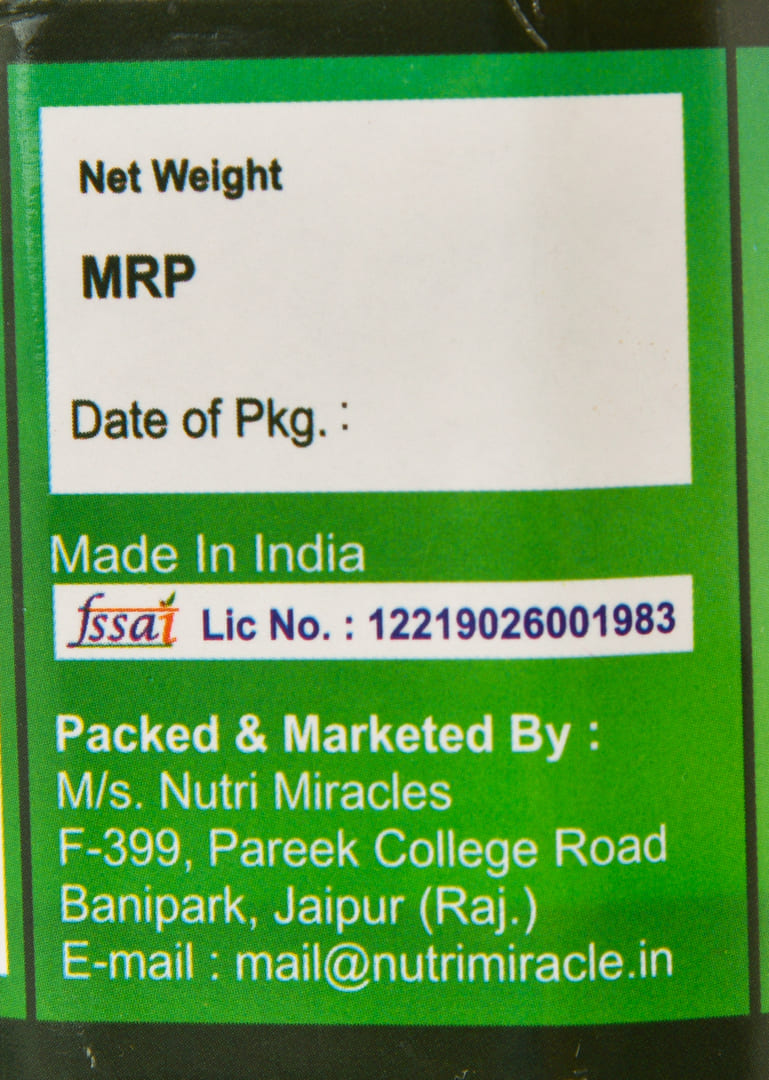 Net Weight
MRP
Date of Pkg. :
Made In India
fssai Lic No. : 12219026001983
Packed & Marketed By :
M/s. Nutri Miracles
F-399, Pareek College Road
Banipark, Jaipur (Raj.)
E-mail : mail@nutrimiracle.in